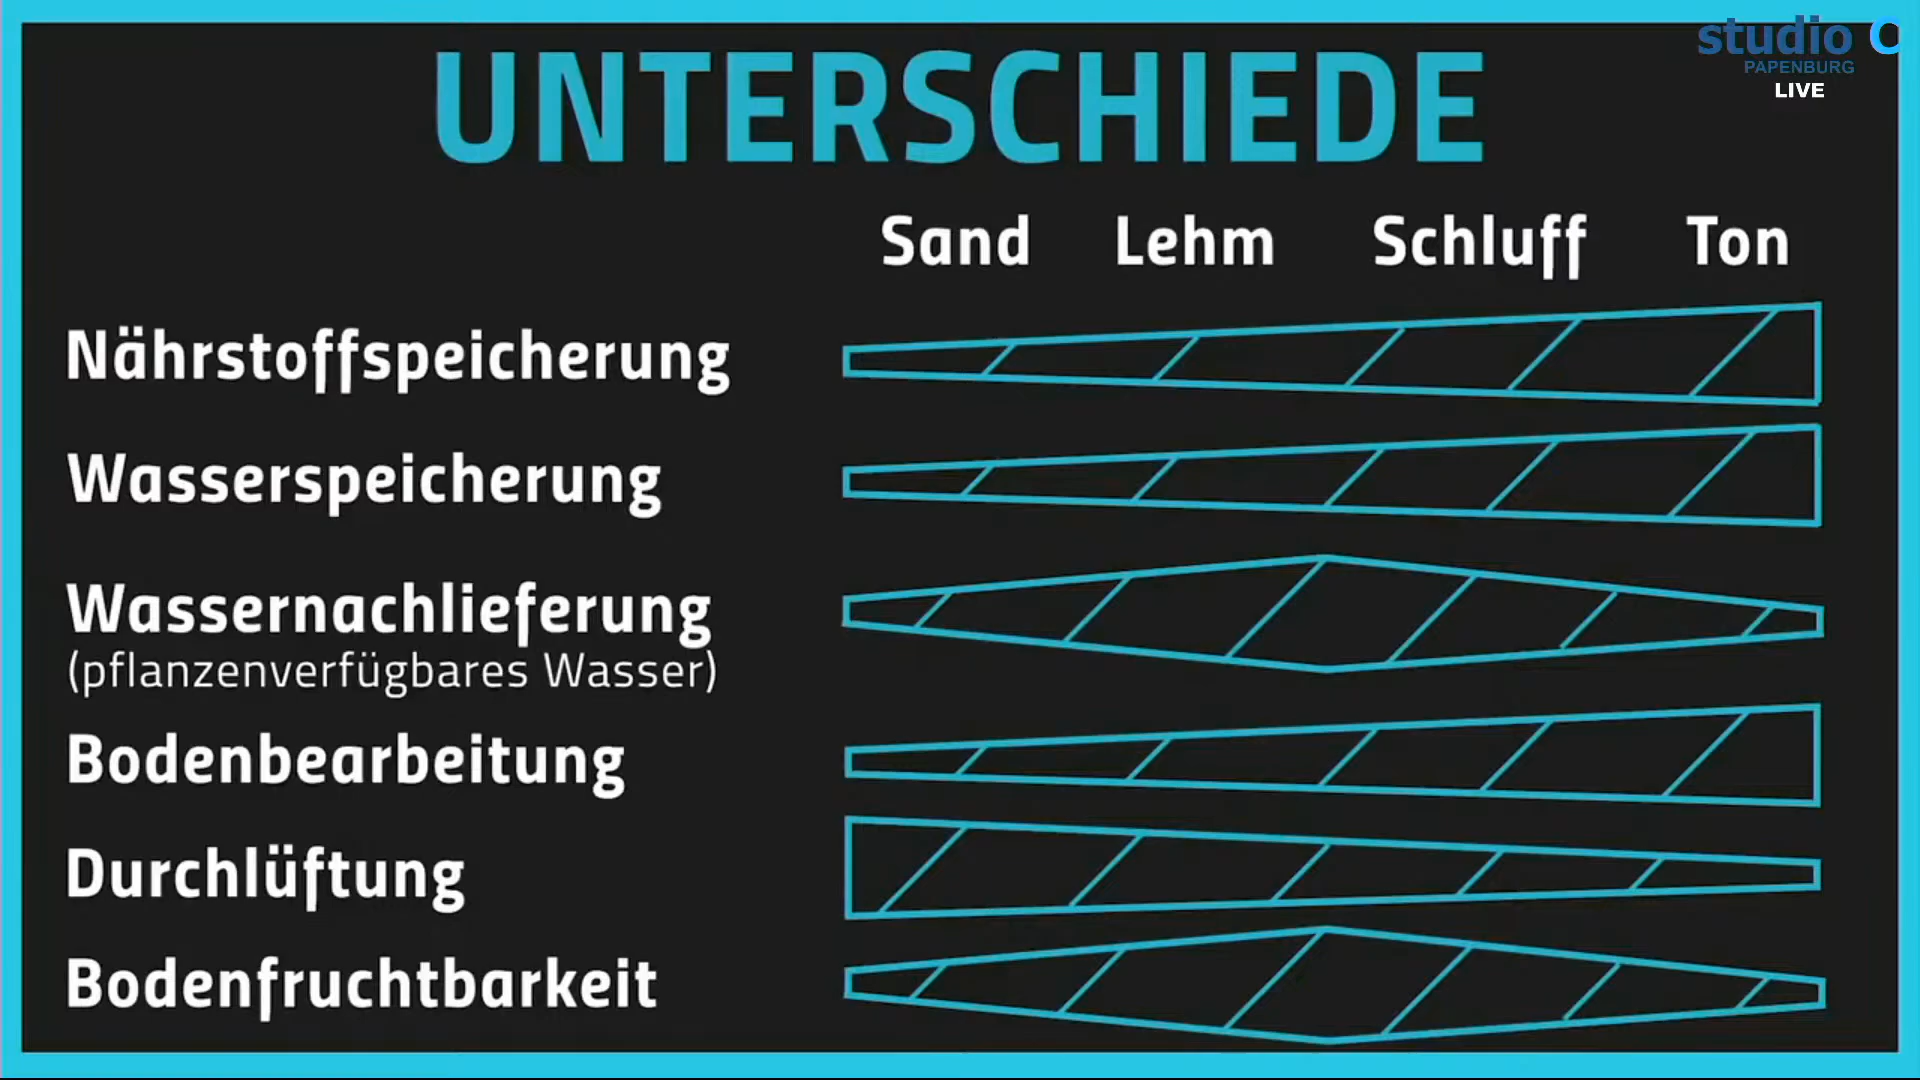 studio C
PAPENBURG
LIVE
UNTERSCHIEDE
Sand Lehm Schluff Ton
Nährstoffspeicherung
Wasserspeicherung
Wassernachlieferung
(pflanzenverfügbares Wasser)
Bodenbearbeitung
Durchlüftung
Bodenfruchtbarkeit